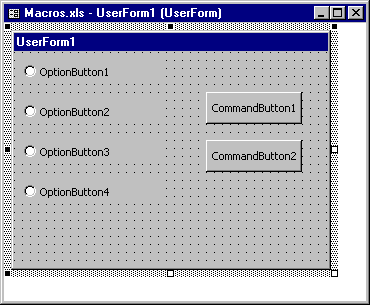 Macros.xls - UserForm1 (UserForm)
UserForm1
OptionButton1
OptionButton2
OptionButton3
OptionButton4
CommandButton1
CommandButton2